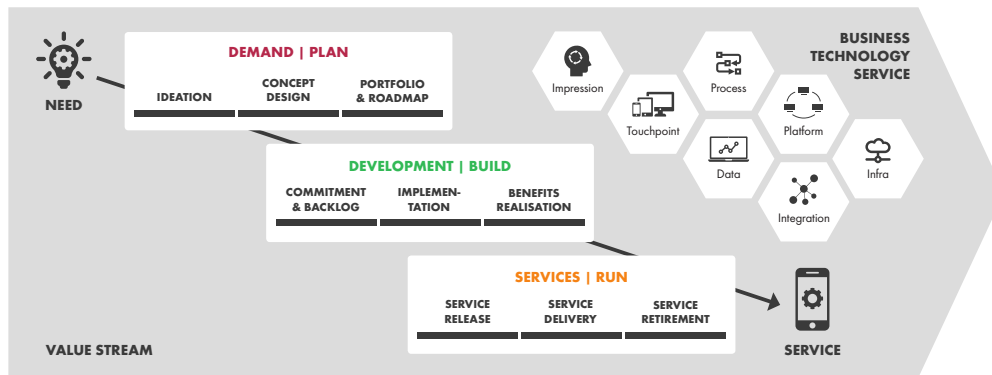 NEED
DEMAND | PLAN
IDEATION
CONCEPT
DESIGN
PORTFOLIO
& ROADMAP
DEVELOPMENT | BUILD
COMMITMENT
& BACKLOG
IMPLEMEN-
TATION
BENEFITS
REALISATION
SERVICES | RUN
SERVICE
RELEASE
SERVICE
DELIVERY
SERVICE
RETIREMENT
BUSINESS
TECHNOLOGY
SERVICE
Impression
Process
Touchpoint
Platform
Data
Infra
Integration
VALUE STREAM
SERVICE